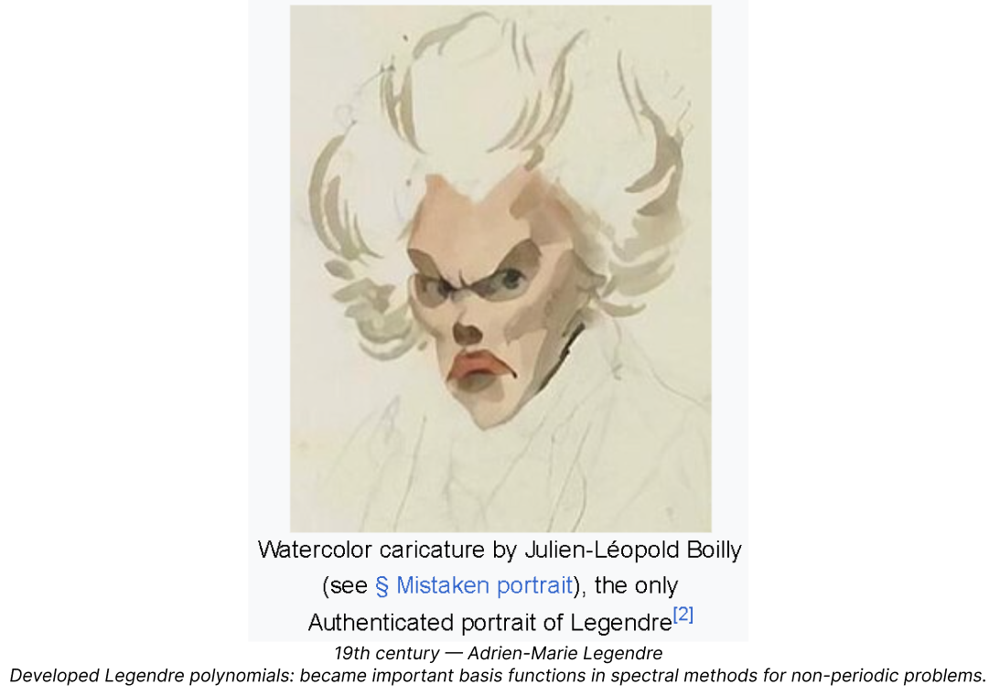 Watercolor caricature by Julien-Léopold Boilly
(see § Mistaken portrait), the only
Authenticated portrait of Legendre[2]
19th century — Adrien-Marie Legendre
Developed Legendre polynomials: became important basis functions in spectral methods for non-periodic problems.